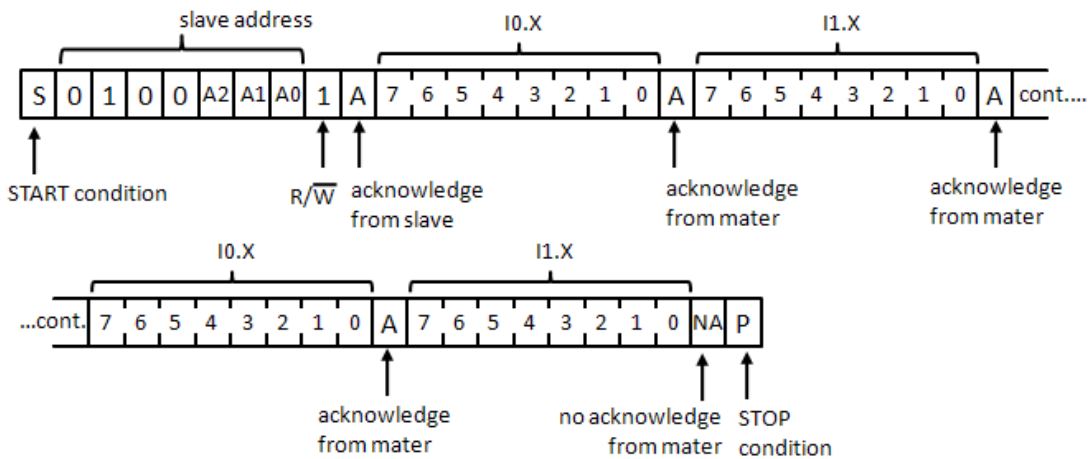 slave address I0.X I1.X
S 0 1 0 0 A2 A1 A0 1 A 7 6 5 4 3 2 1 0 A 7 6 5 4 3 2 1 0 A cont....
START condition R/W̅ acknowledge acknowledge acknowledge
from slave from mater from mater
I0.X I1.X
...cont. 7 6 5 4 3 2 1 0 A 7 6 5 4 3 2 1 0 NA P
acknowledge no acknowledge STOP
from mater from mater condition